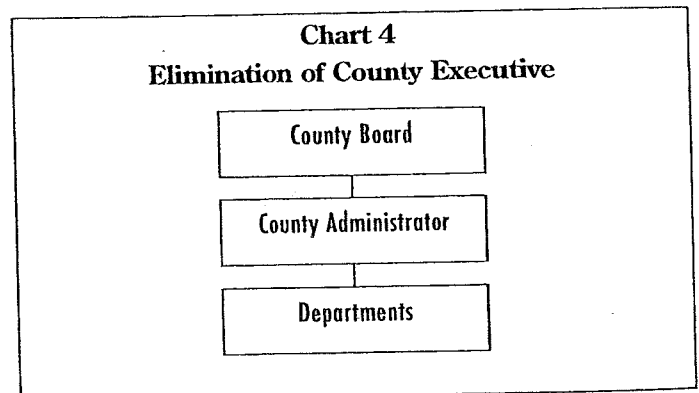 Chart 4
Elimination of County Executive
County Board
County Administrator
Departments